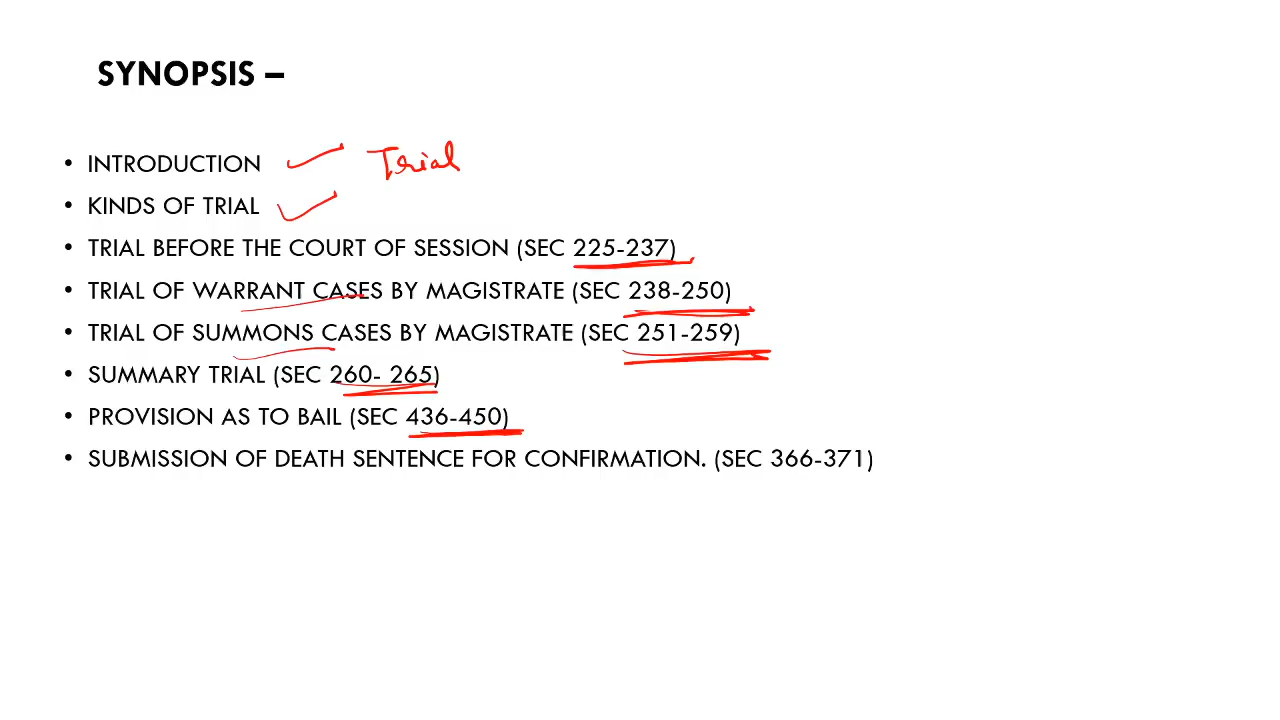 SYNOPSIS –
• INTRODUCTION Trial
• KINDS OF TRIAL
• TRIAL BEFORE THE COURT OF SESSION (SEC 225-237)
• TRIAL OF WARRANT CASES BY MAGISTRATE (SEC 238-250)
• TRIAL OF SUMMONS CASES BY MAGISTRATE (SEC 251-259)
• SUMMARY TRIAL (SEC 260- 265)
• PROVISION AS TO BAIL (SEC 436-450)
• SUBMISSION OF DEATH SENTENCE FOR CONFIRMATION. (SEC 366-371)